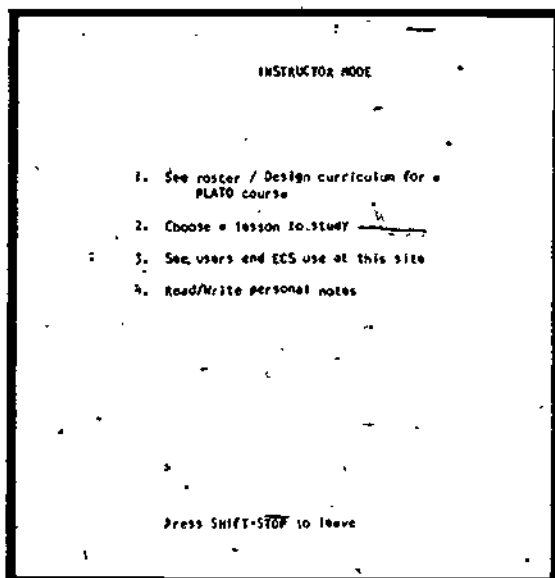 INSTRUCTOR MODE
1. See roster / Design curriculum for a
PLATO course
2. Choose a lesson to study
3. See users and ECS use at this site
4. Read/Write personal notes
Press SHIFT-STOP to leave